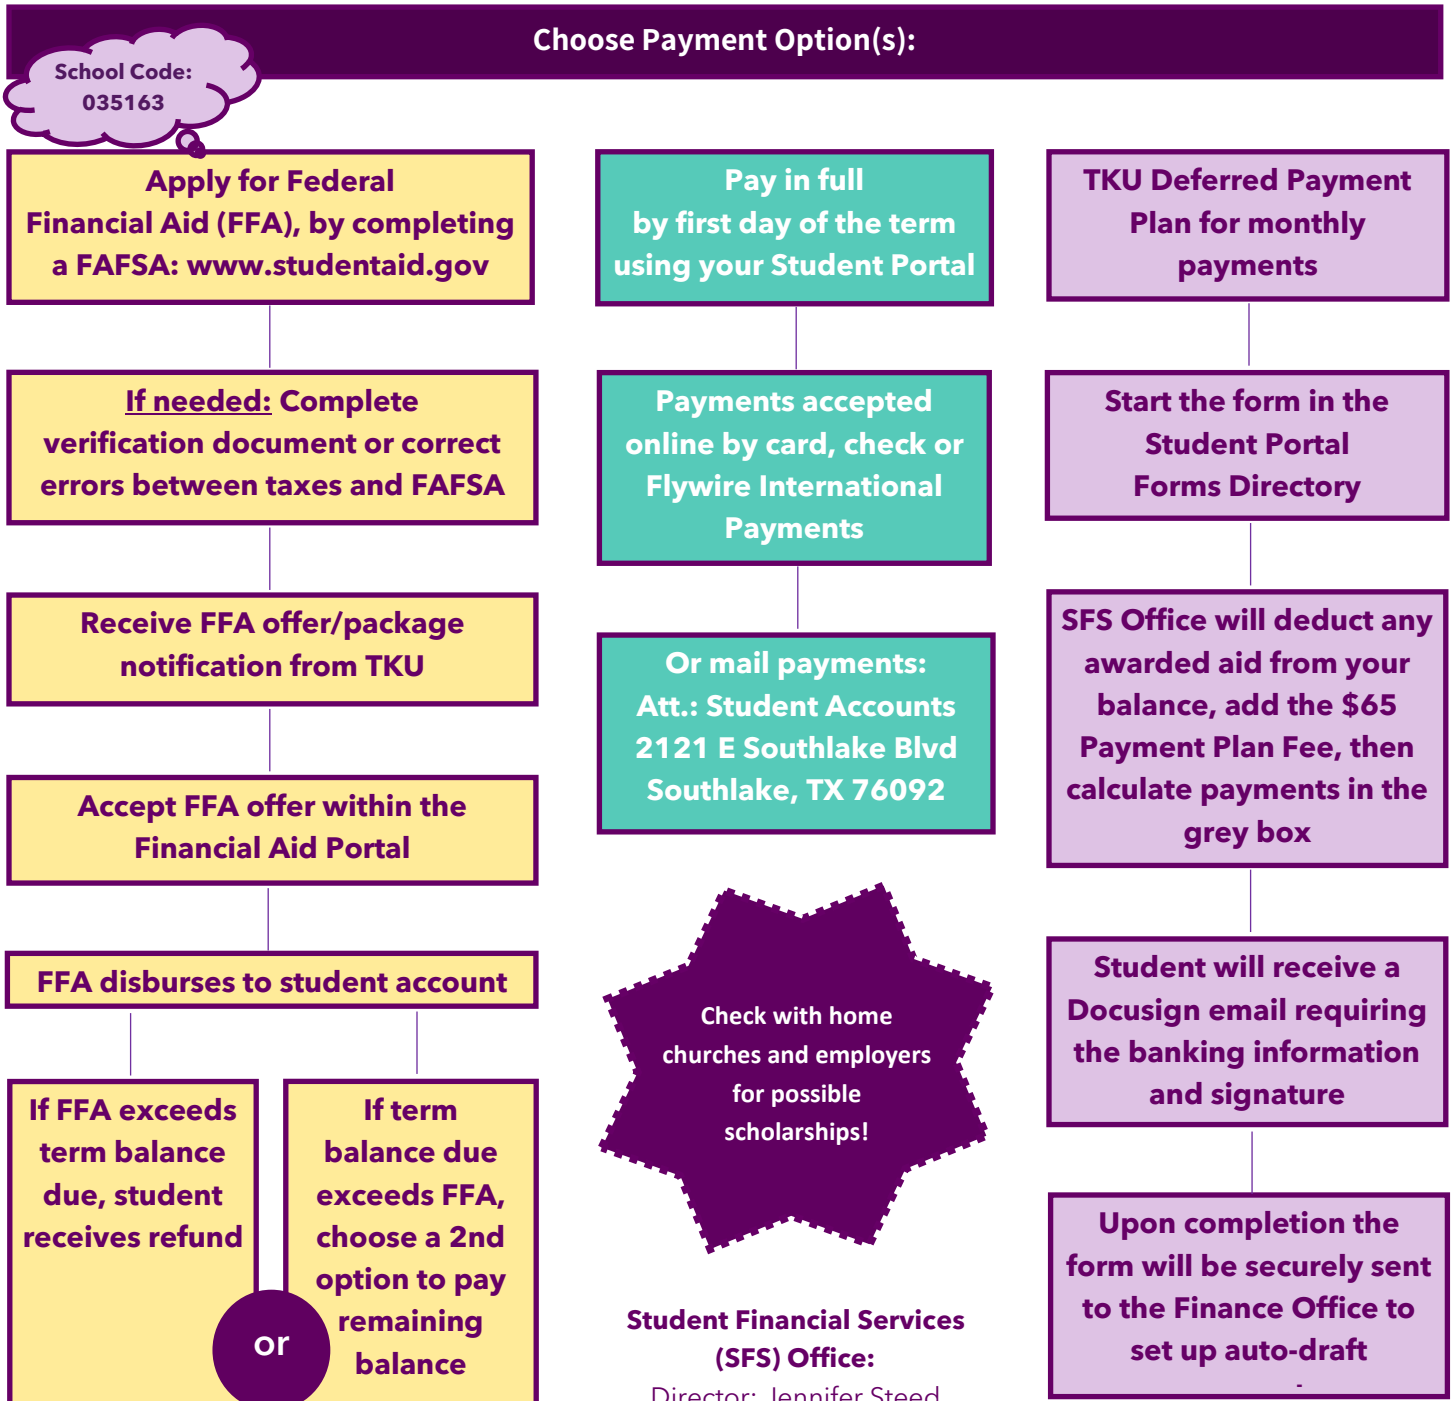 Choose Payment Option(s):
School Code:
035163
Apply for Federal
Financial Aid (FFA), by completing
a FAFSA: www.studentaid.gov
If needed: Complete
verification document or correct
errors between taxes and FAFSA
Receive FFA offer/package
notification from TKU
Accept FFA offer within the
Financial Aid Portal
FFA disburses to student account
If FFA exceeds
term balance
due, student
receives refund
or
If term
balance due
exceeds FFA,
choose a 2nd
option to pay
remaining
balance
Pay in full
by first day of the term
using your Student Portal
Payments accepted
online by card, check or
Flywire International
Payments
Or mail payments:
Att.: Student Accounts
2121 E Southlake Blvd
Southlake, TX 76092
Check with home
churches and employers
for possible
scholarships!
Student Financial Services
(SFS) Office:
Director: Jennifer Steed
TKU Deferred Payment
Plan for monthly
payments
Start the form in the
Student Portal
Forms Directory
SFS Office will deduct any
awarded aid from your
balance, add the $65
Payment Plan Fee, then
calculate payments in the
grey box
Student will receive a
Docusign email requiring
the banking information
and signature
Upon completion the
form will be securely sent
to the Finance Office to
set up auto-draft
-